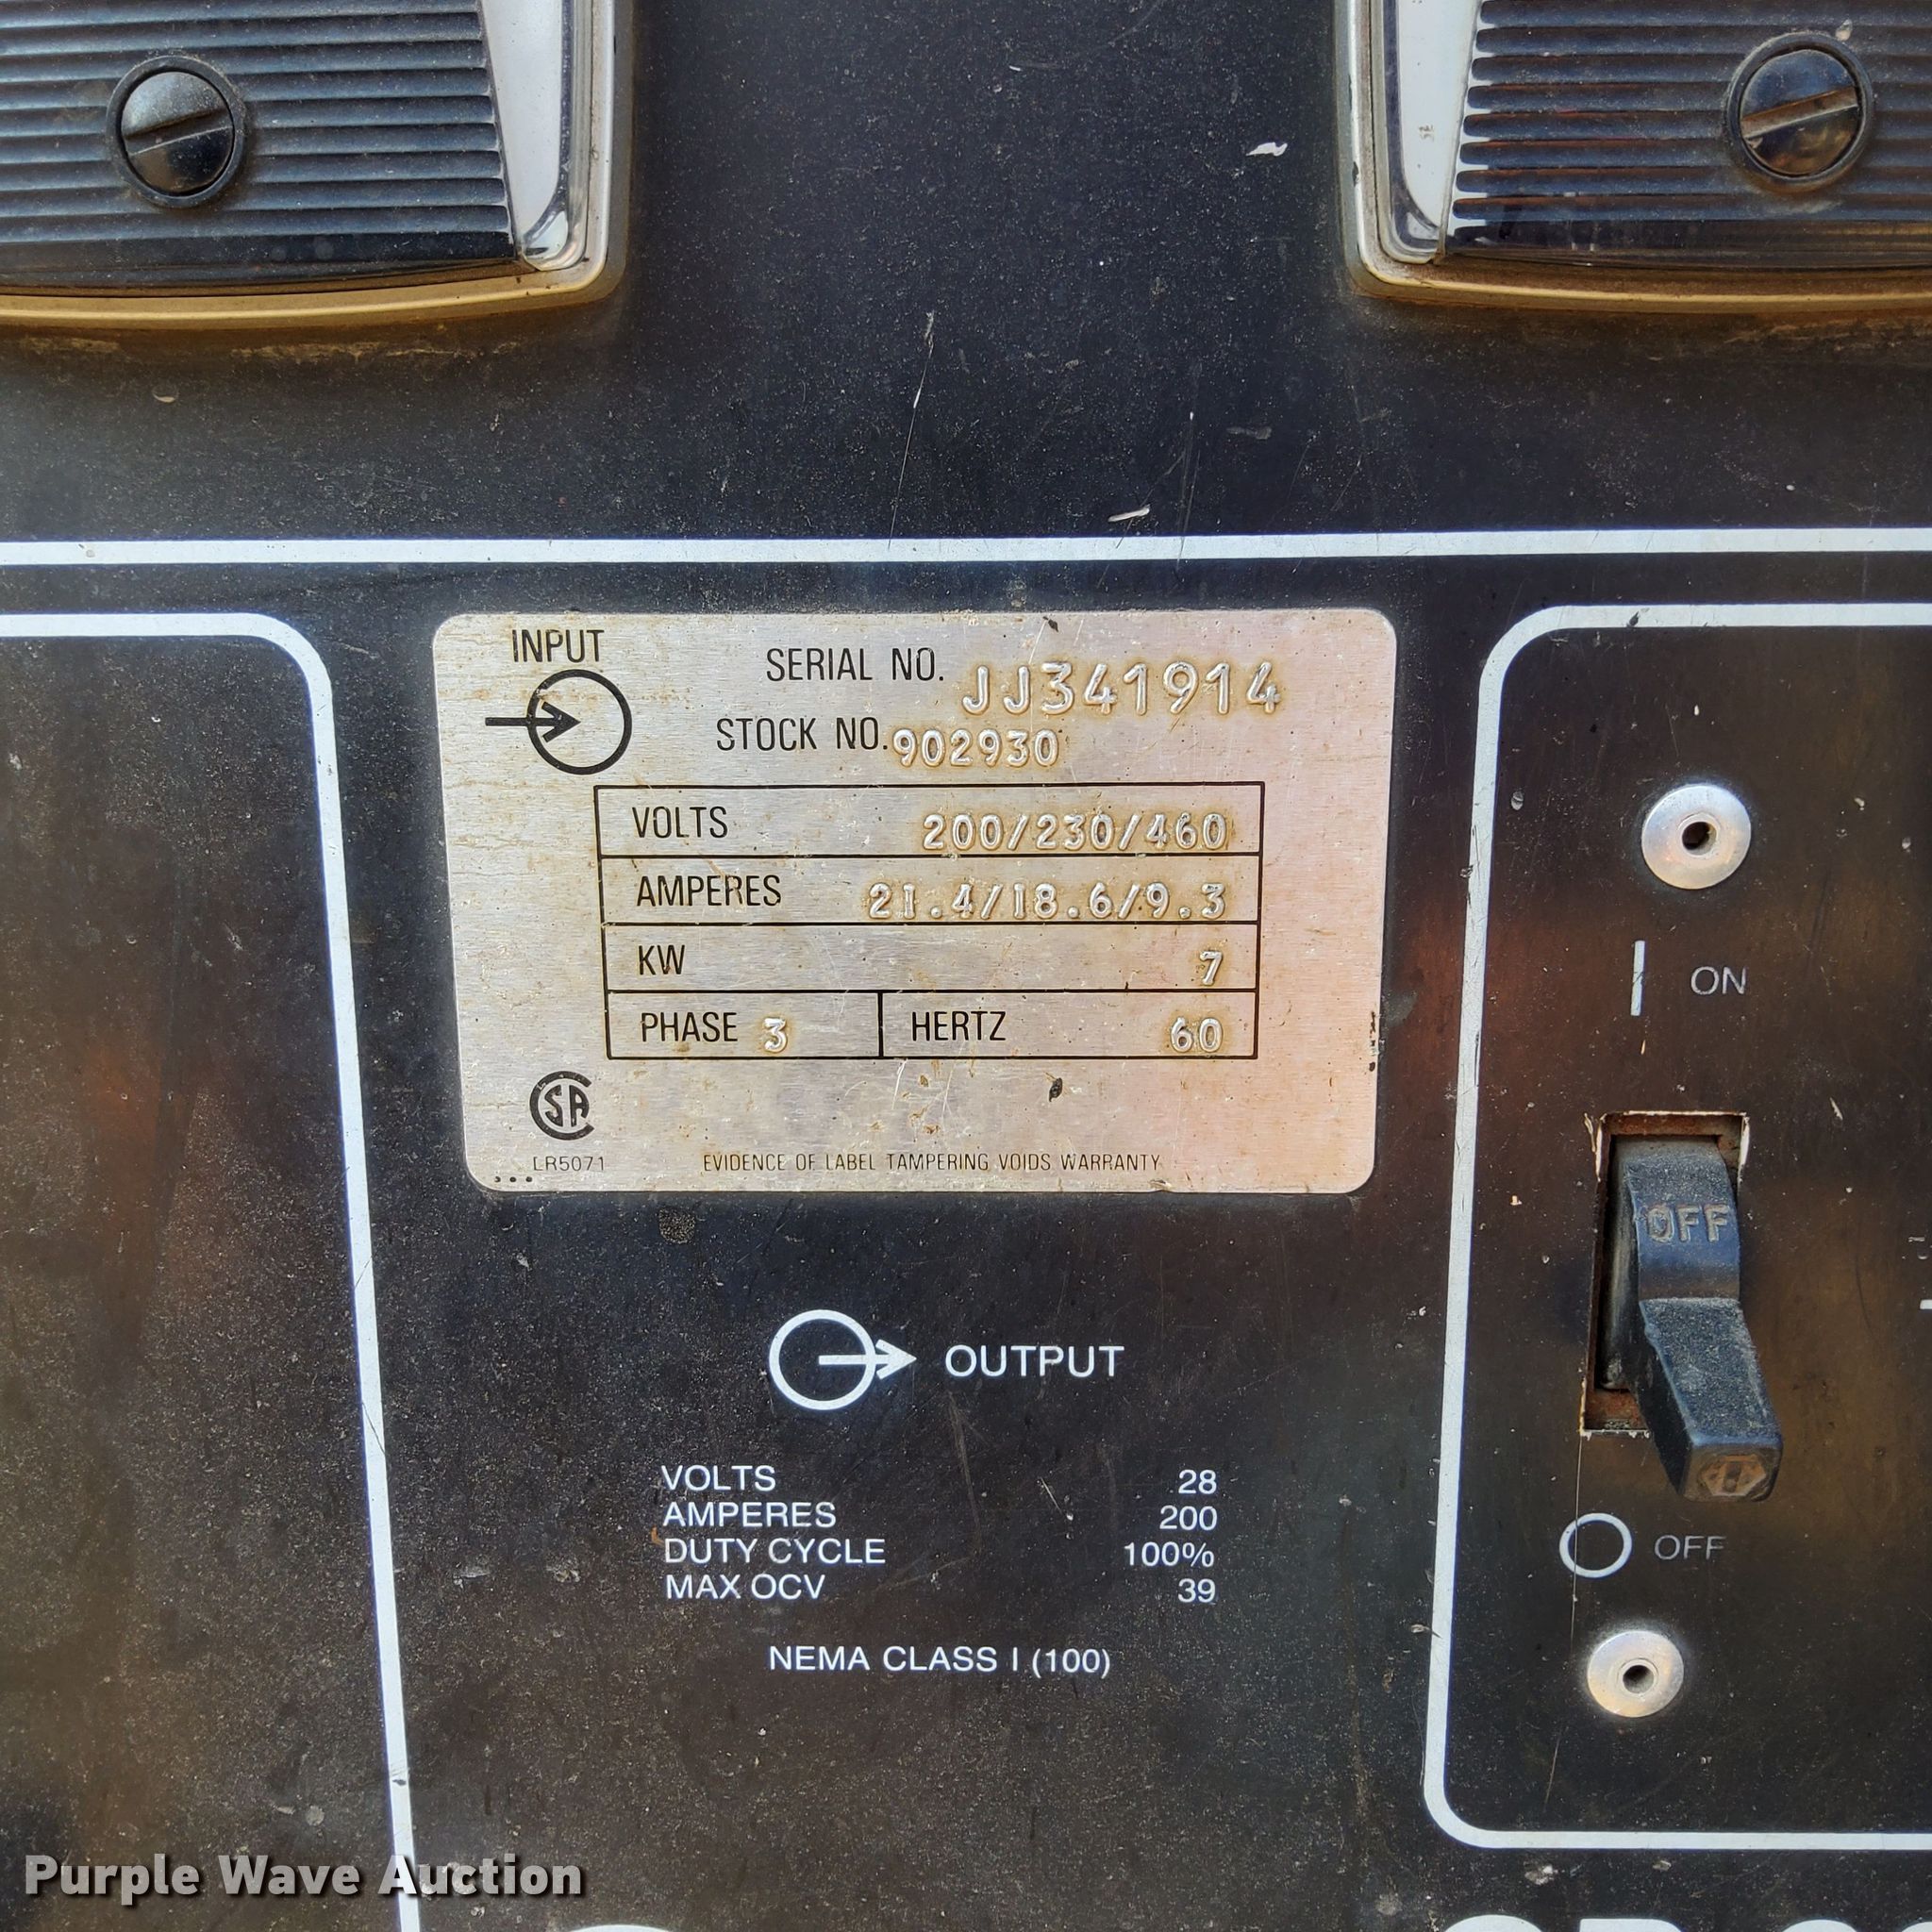 INPUT
SERIAL NO. JJ341914
STOCK NO. 902930
VOLTS 200/230/460
AMPERES 21.4/18.6/9.3
KW 7
PHASE 3 HERTZ 60
CSA
LR5071
EVIDENCE OF LABEL TAMPERING VOIDS WARRANTY
ON
OFF
OFF
OUTPUT
VOLTS 28
AMPERES 200
DUTY CYCLE 100%
MAX OCV 39
NEMA CLASS I (100)
Purple Wave Auction